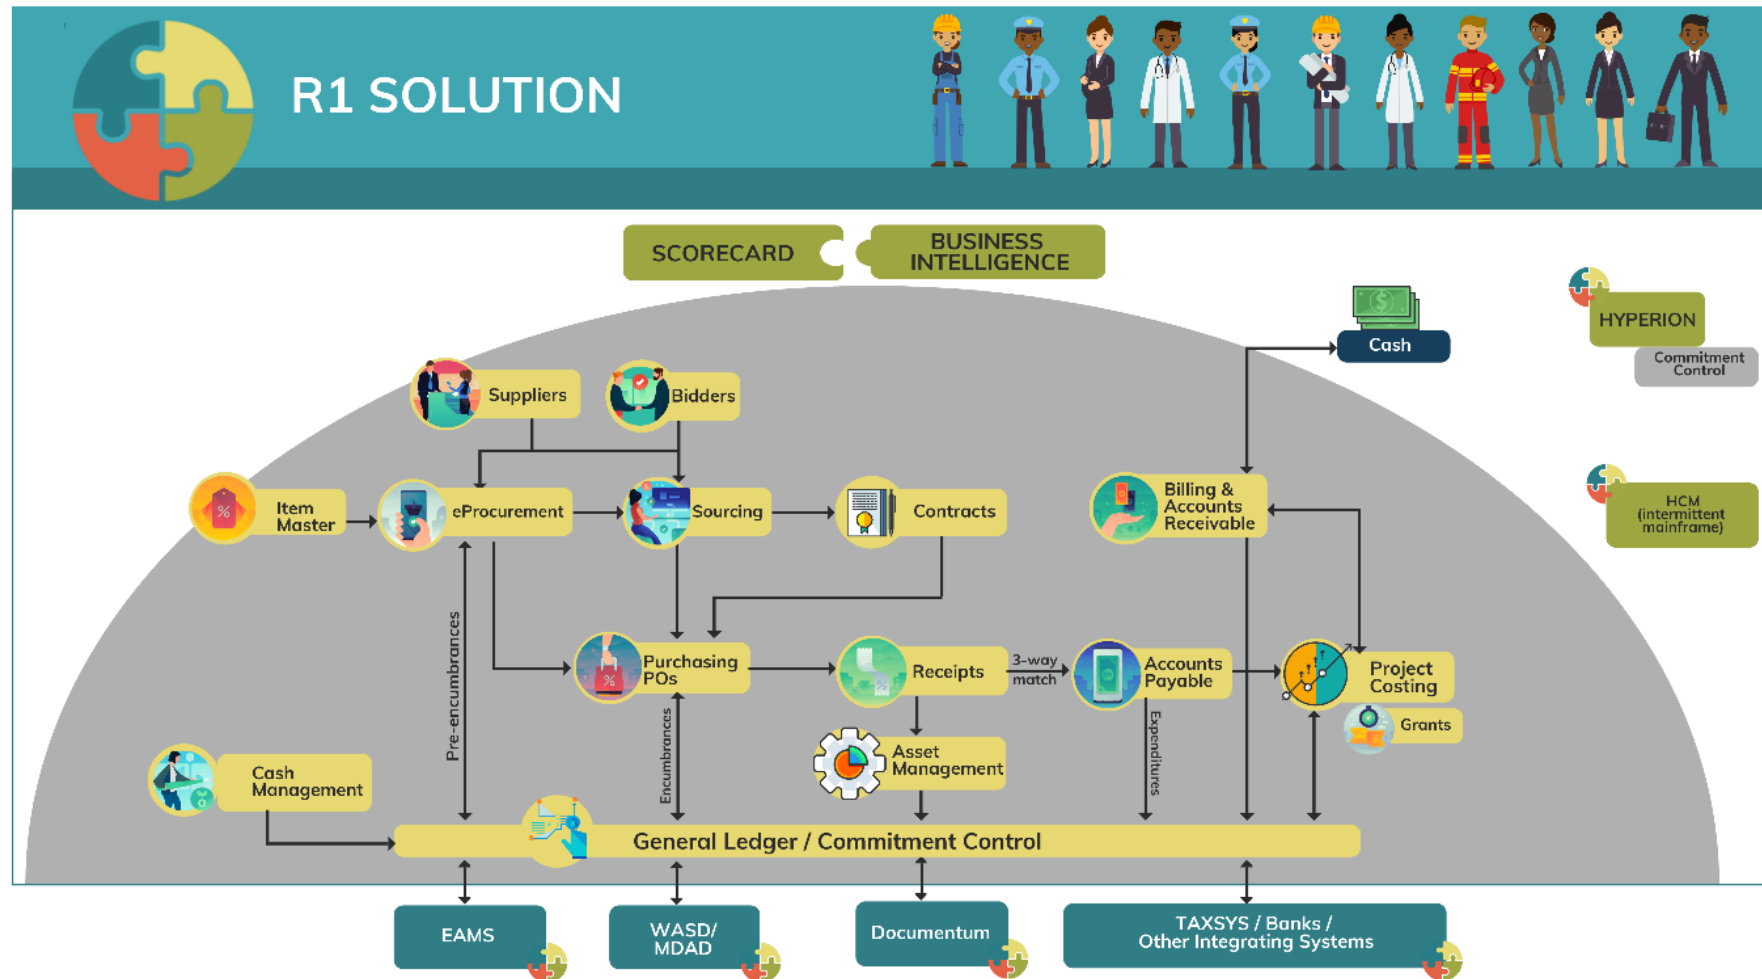 R1 SOLUTION
SCORECARD
BUSINESS
INTELLIGENCE
Cash
HYPERION
Commitment
Control
Suppliers
Bidders
Item
Master
eProcurement
Sourcing
Contracts
Billing &
Accounts
Receivable
HCM
(intermittent
mainframe)
Pre-encumbrances
Purchasing
POs
Receipts
3-way
match
Accounts
Payable
Project
Costing
Grants
Encumbrances
Expenditures
Asset
Management
Cash
Management
General Ledger / Commitment Control
EAMS
WASD/
MDAD
Documentum
TAXSYS / Banks /
Other Integrating Systems